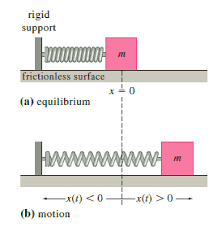 rigid
support
m
frictionless surface
x = 0
(a) equilibrium
m
x(t) < 0
x(t) > 0
(b) motion